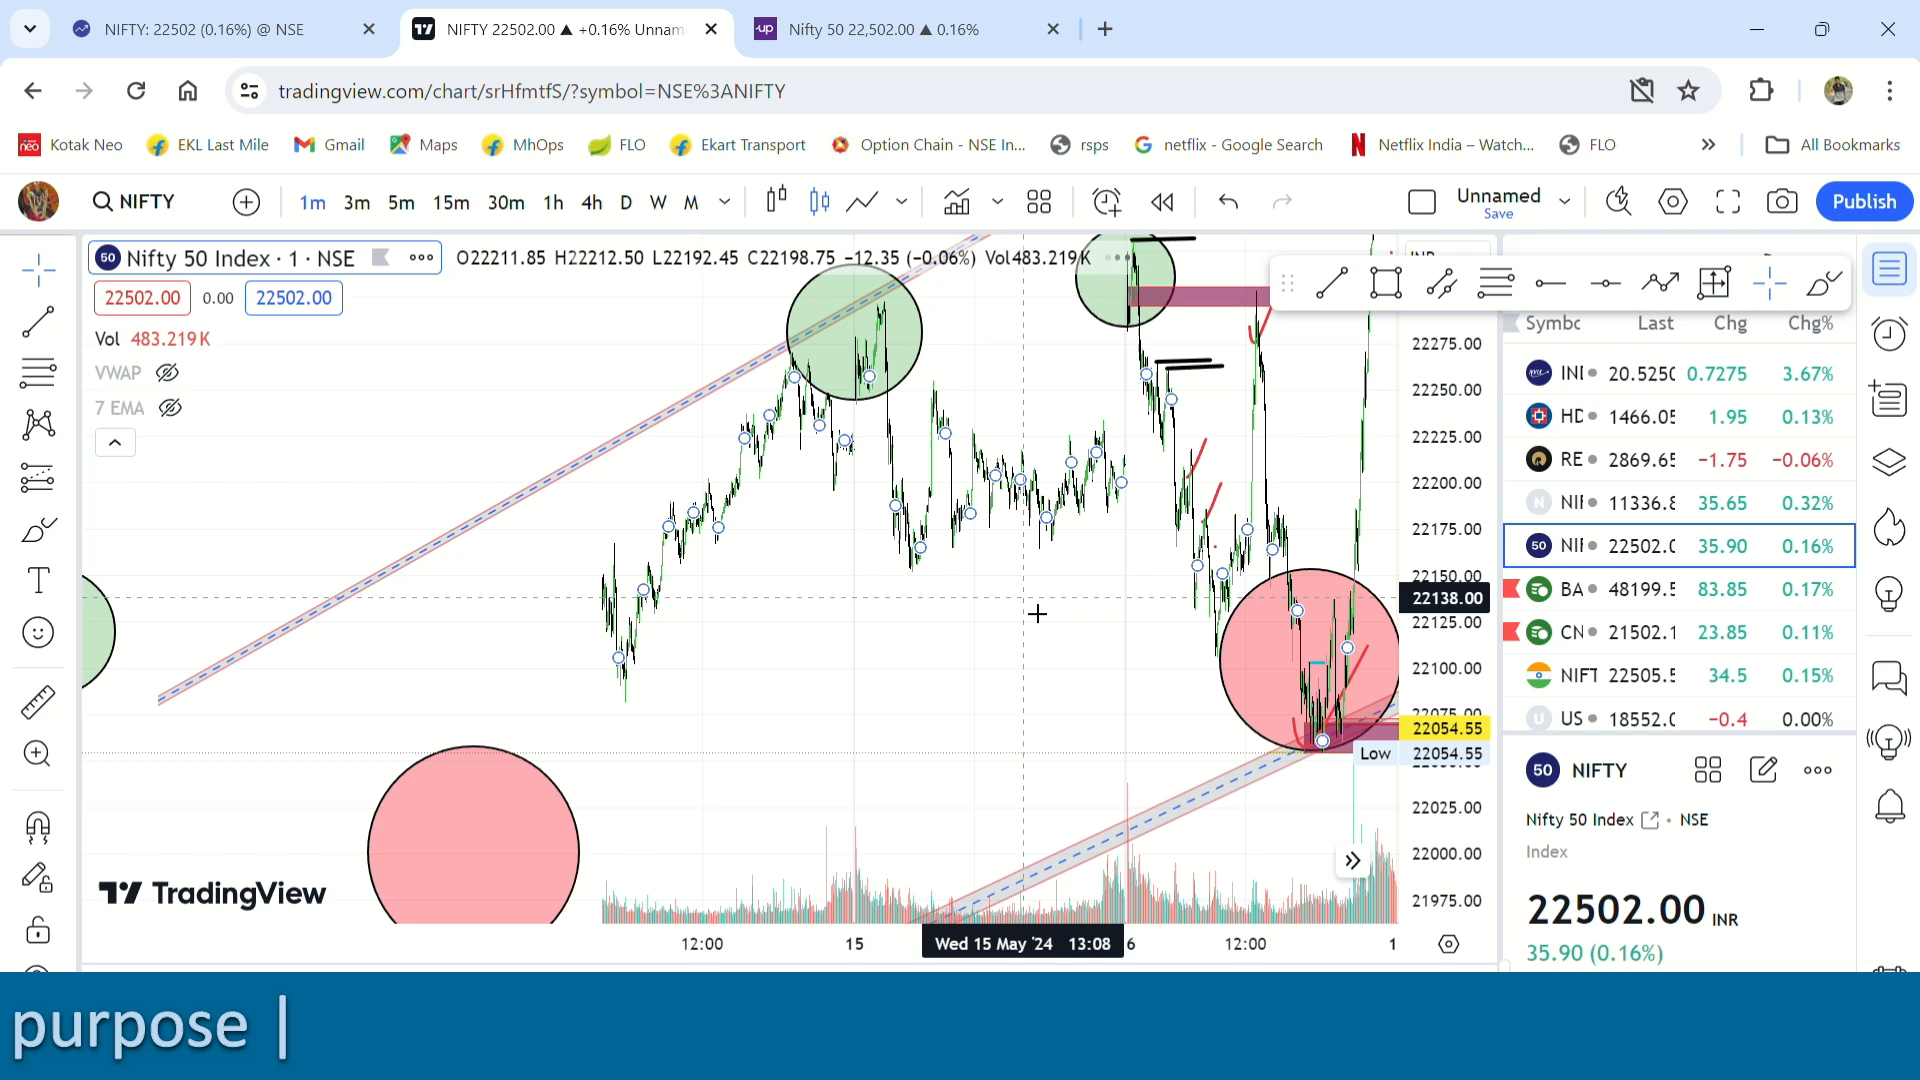 NIFTY: 22502 (0.16%) @ NSE
NIFTY 22502.00 ▲ +0.16% Unnam
Nifty 50 22,502.00 ▲ 0.16%
tradingview.com/chart/srHfmtfS/?symbol=NSE%3ANIFTY
Kotak Neo
EKL Last Mile
Gmail
Maps
MhOps
FLO
Ekart Transport
Option Chain - NSE In...
rsps
netflix - Google Search
Netflix India – Watch...
FLO
All Bookmarks
NIFTY
1m 3m 5m 15m 30m 1h 4h D W M
Unnamed
Save
Publish
50 Nifty 50 Index · 1 · NSE
O22211.85 H22212.50 L22192.45 C22198.75 −12.35 (−0.06%) Vol483.219K
22502.00 0.00 22502.00
Vol 483.219K
VWAP
7 EMA
22275.00
22250.00
22225.00
22200.00
22175.00
22150.00
22138.00
22125.00
22100.00
22075.00
22054.55
Low 22054.55
22025.00
22000.00
21975.00
TradingView
12:00
15
Wed 15 May '24 13:08
6
12:00
1
Symbc Last Chg Chg%
INI 20.525( 0.7275 3.67%
HD 1466.05 1.95 0.13%
RE 2869.65 −1.75 −0.06%
NIF 11336.8 35.65 0.32%
50 NIF 22502.0 35.90 0.16%
BA 48199.5 83.85 0.17%
CN 21502.1 23.85 0.11%
NIFT 22505.5 34.5 0.15%
US 18552.0 −0.4 0.00%
50 NIFTY
Nifty 50 Index · NSE
Index
22502.00 INR
35.90 (0.16%)
purpose |